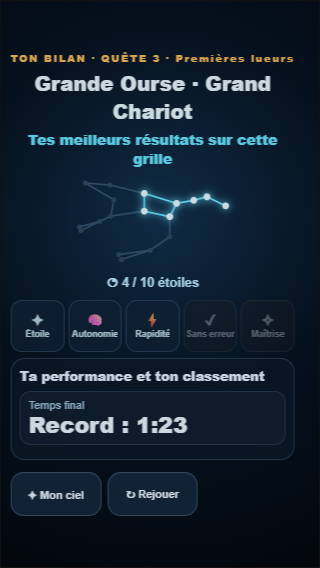 TON BILAN · QUÊTE 3 · Premières lueurs
Grande Ourse · Grand
Chariot
Tes meilleurs résultats sur cette
grille
4 / 10 étoiles
Étoile
Autonomie
Rapidité
Sans erreur
Maîtrise
Ta performance et ton classement
Temps final
Record : 1:23
Mon ciel
Rejouer